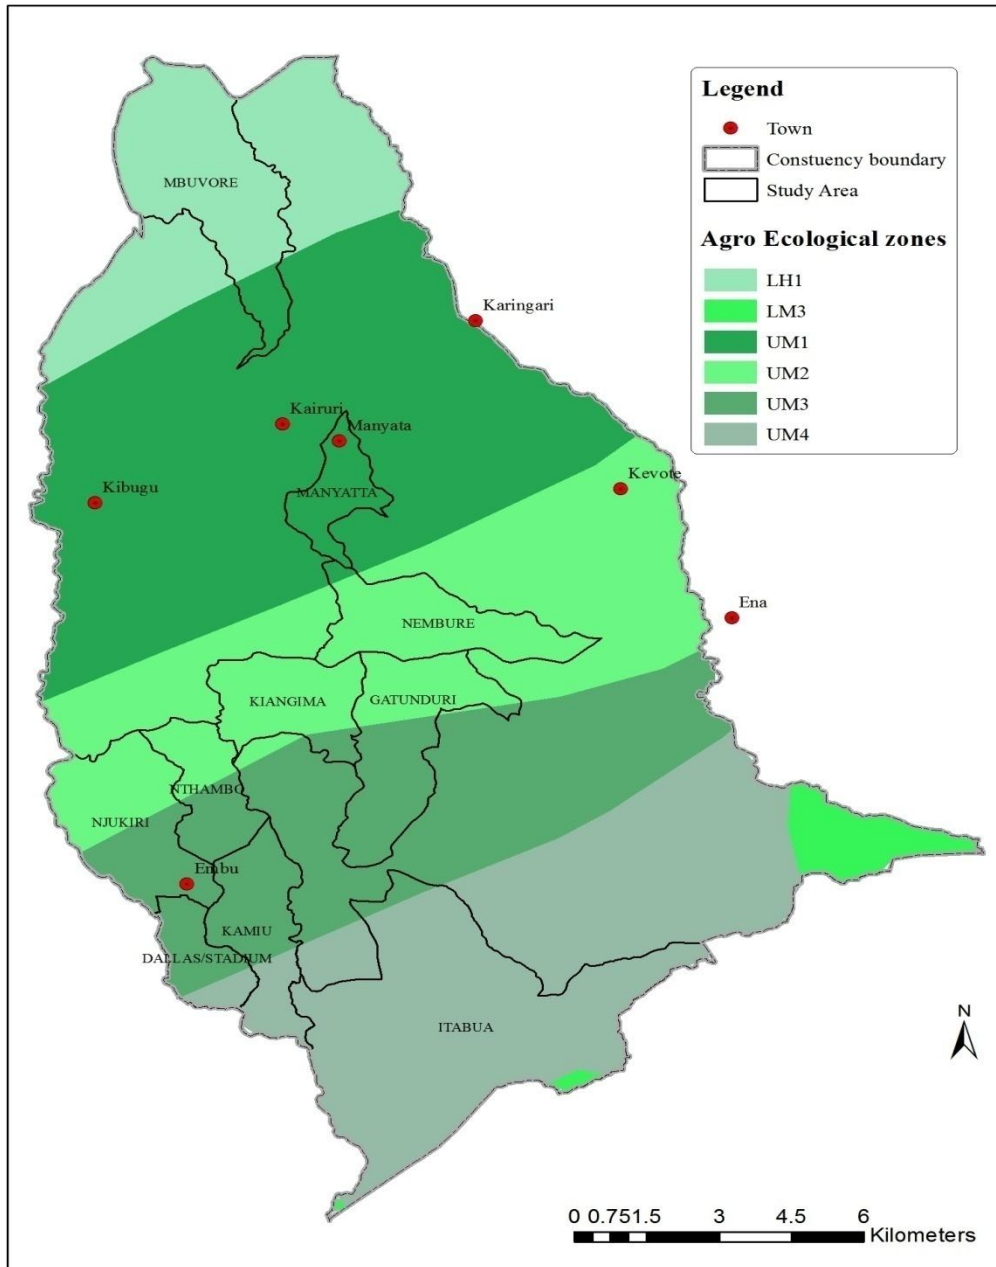 Legend
Town
Constuency boundary
Study Area
Agro Ecological zones
LH1
LM3
UM1
UM2
UM3
UM4
MBUVORE
Karingari
Kairuri
Manyata
Kibugu
MANYATTA
Kevote
Ena
NEMBURE
KIANGIMA
GATUNDURI
NTHAMBO
NJUKIRI
Embu
KAMIU
DALLAS/STADIUM
ITABUA
N
0 0.751.5 3 4.5 6
Kilometers